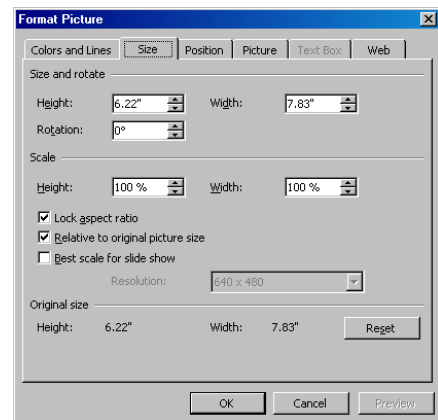 Format Picture
Colors and Lines Size Position Picture Text Box Web
Size and rotate
Height: 6.22" Width: 7.83"
Rotation: 0°
Scale
Height: 100 % Width: 100 %
Lock aspect ratio
Relative to original picture size
Best scale for slide show
Resolution: 640 x 480
Original size
Height: 6.22" Width: 7.83" Reset
OK Cancel Preview